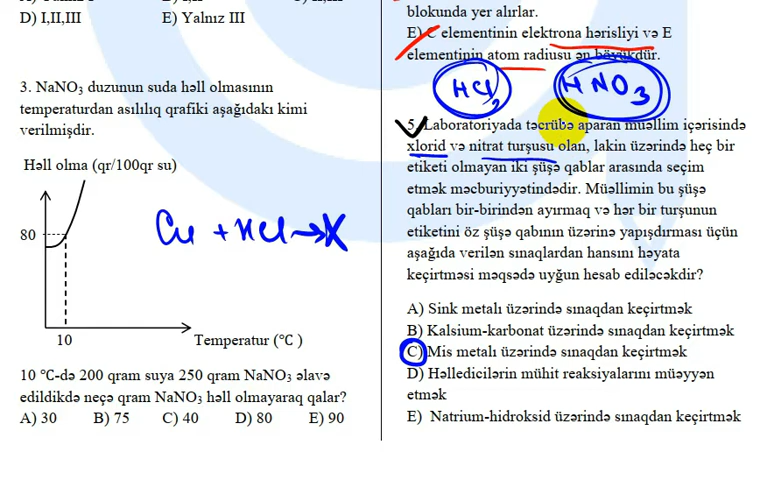 D) I,II,III E) Yalnız III
3. NaNO₃ duzunun suda həll olmasının
temperaturdan asılılıq qrafiki aşağıdakı kimi
verilmişdir.
Həll olma (qr/100qr su)
80
10
Temperatur (°C )
Cu + HCl → X
10 °C-də 200 qram suya 250 qram NaNO₃ əlavə
edildikdə neçə qram NaNO₃ həll olmayaraq qalar?
A) 30 B) 75 C) 40 D) 80 E) 90
blokunda yer alırlar.
E) C elementinin elektrona hərisliyi və E
elementinin atom radiusu ən böyükdür.
HCl
HNO₃
5. Laboratoriyada təcrübə aparan müəllim içərisində
xlorid və nitrat turşusu olan, lakin üzərində heç bir
etiketi olmayan iki şüşə qablar arasında seçim
etmək məcburiyyətindədir. Müəllimin bu şüşə
qabları bir-birindən ayırmaq və hər bir turşunun
etiketini öz şüşə qabının üzərinə yapışdırması üçün
aşağıda verilən sınaqlardan hansını həyata
keçirtməsi məqsədə uyğun hesab ediləcəkdir?
A) Sink metalı üzərində sınaqdan keçirtmək
B) Kalsium-karbonat üzərində sınaqdan keçirtmək
C) Mis metalı üzərində sınaqdan keçirtmək
D) Həlledicilərin mühit reaksiyalarını müəyyən
etmək
E) Natrium-hidroksid üzərində sınaqdan keçirtmək